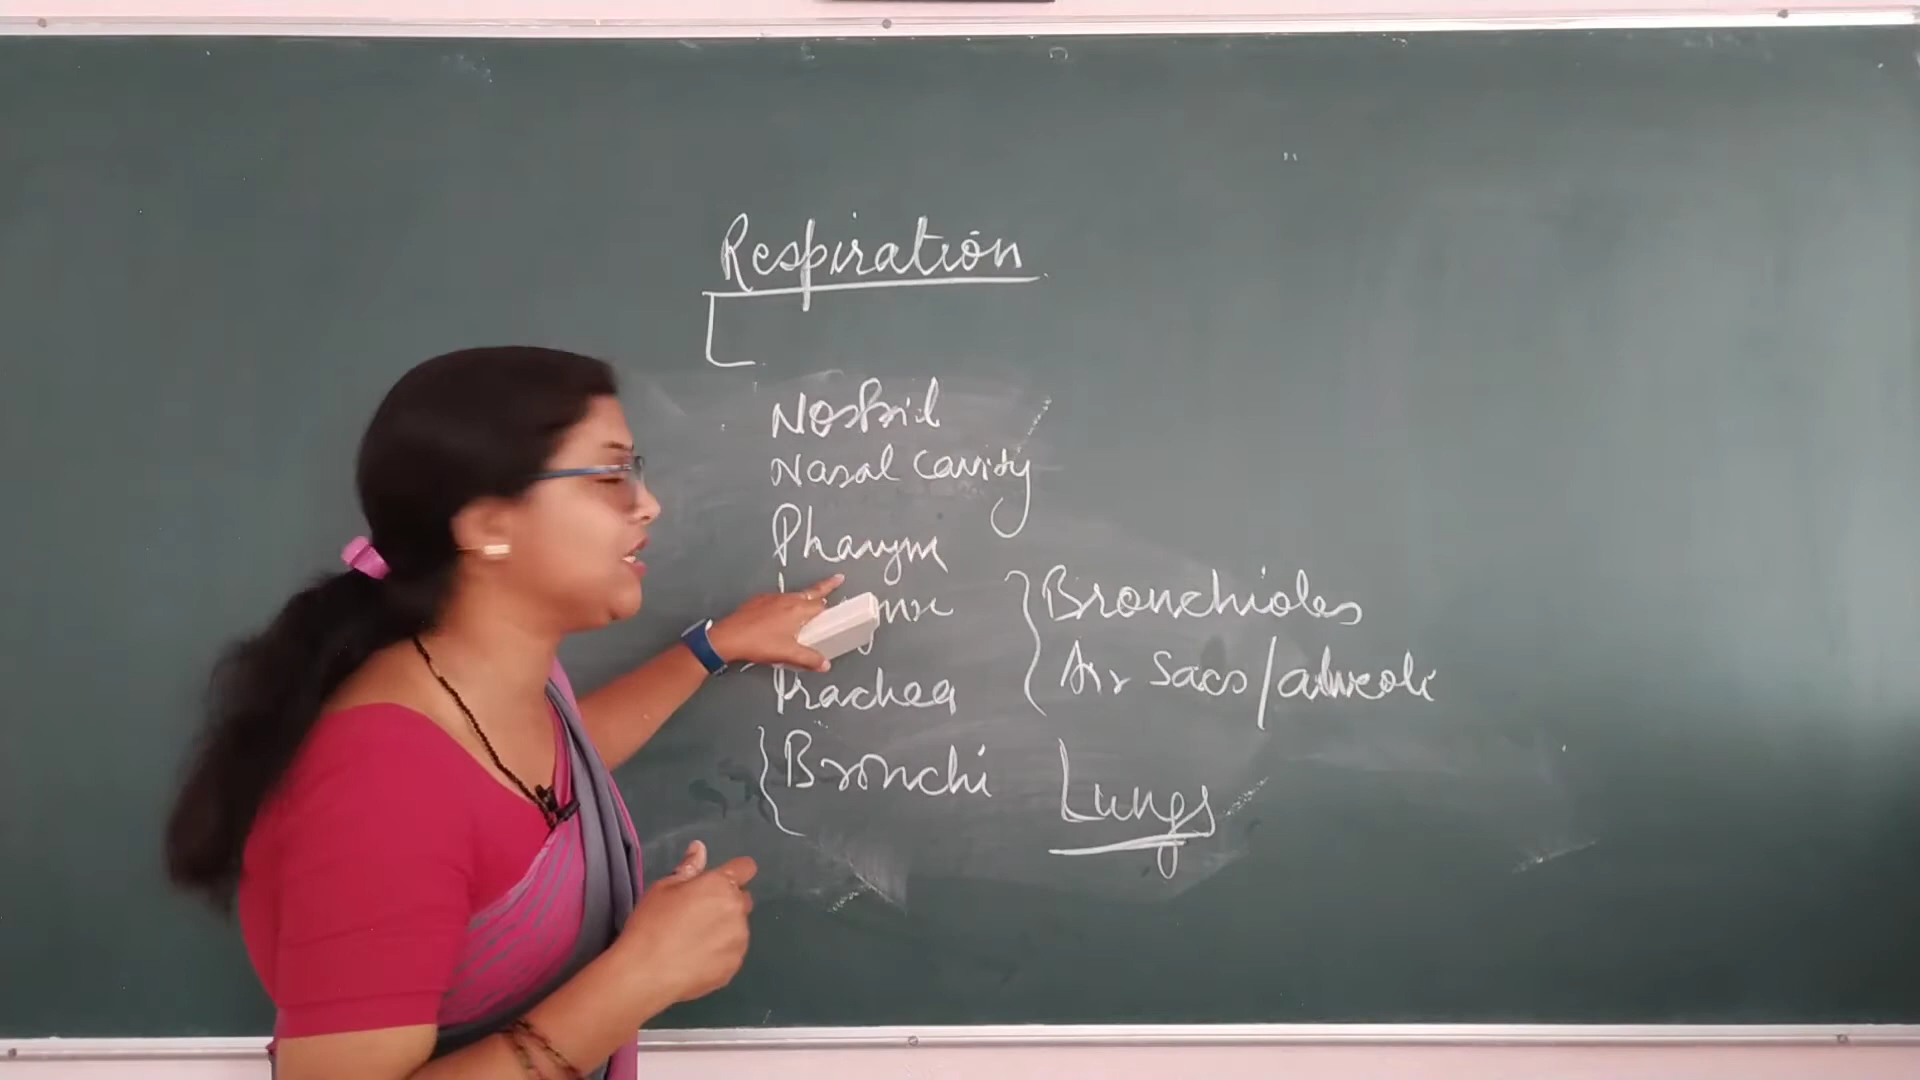 Respiration
Nostril
Nasal cavity
Pharynx
Trachea
Bronchi
Bronchioles
Air Sacs/alveoli
Lungs